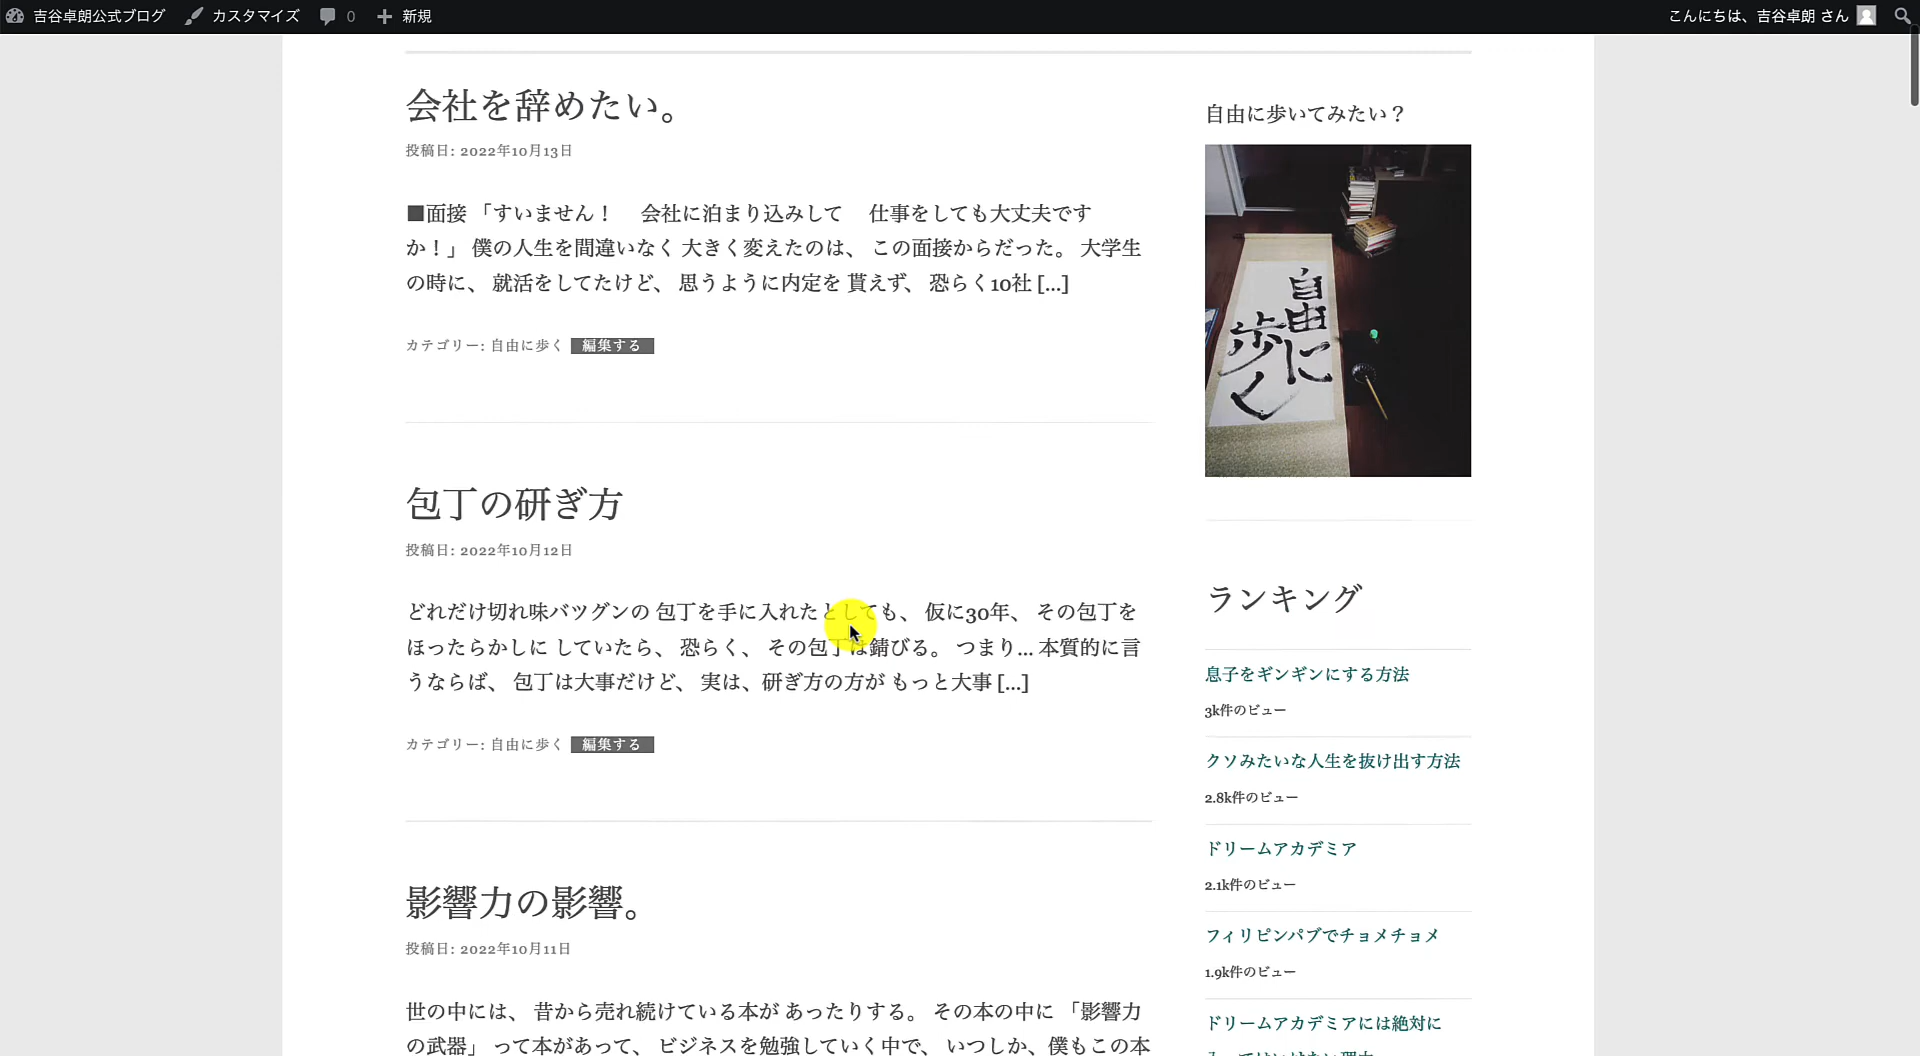 吉谷卓朗公式ブログ カスタマイズ 0 新規 こんにちは、吉谷卓朗 さん
会社を辞めたい。
投稿日: 2022年10月13日
■面接 「すいません！　会社に泊まり込みして　仕事をしても大丈夫です
か！」 僕の人生を間違いなく 大きく変えたのは、 この面接からだった。 大学生
の時に、 就活をしてたけど、 思うように内定を 貰えず、 恐らく10社 [...]
カテゴリー: 自由に歩く 編集する
包丁の研ぎ方
投稿日: 2022年10月12日
どれだけ切れ味バツグンの 包丁を手に入れたとしても、 仮に30年、 その包丁を
ほったらかしに していたら、 恐らく、 その包丁は錆びる。 つまり... 本質的に言
うならば、 包丁は大事だけど、 実は、研ぎ方の方が もっと大事 [...]
カテゴリー: 自由に歩く 編集する
影響力の影響。
投稿日: 2022年10月11日
世の中には、 昔から売れ続けている本が あったりする。 その本の中に 「影響力
の武器」 って本があって、 ビジネスを勉強していく中で、 いつしか、僕もこの本
自由に歩いてみたい？
自由に
歩く
ランキング
息子をギンギンにする方法
3k件のビュー
クソみたいな人生を抜け出す方法
2.8k件のビュー
ドリームアカデミア
2.1k件のビュー
フィリピンパブでチョメチョメ
1.9k件のビュー
ドリームアカデミアには絶対に